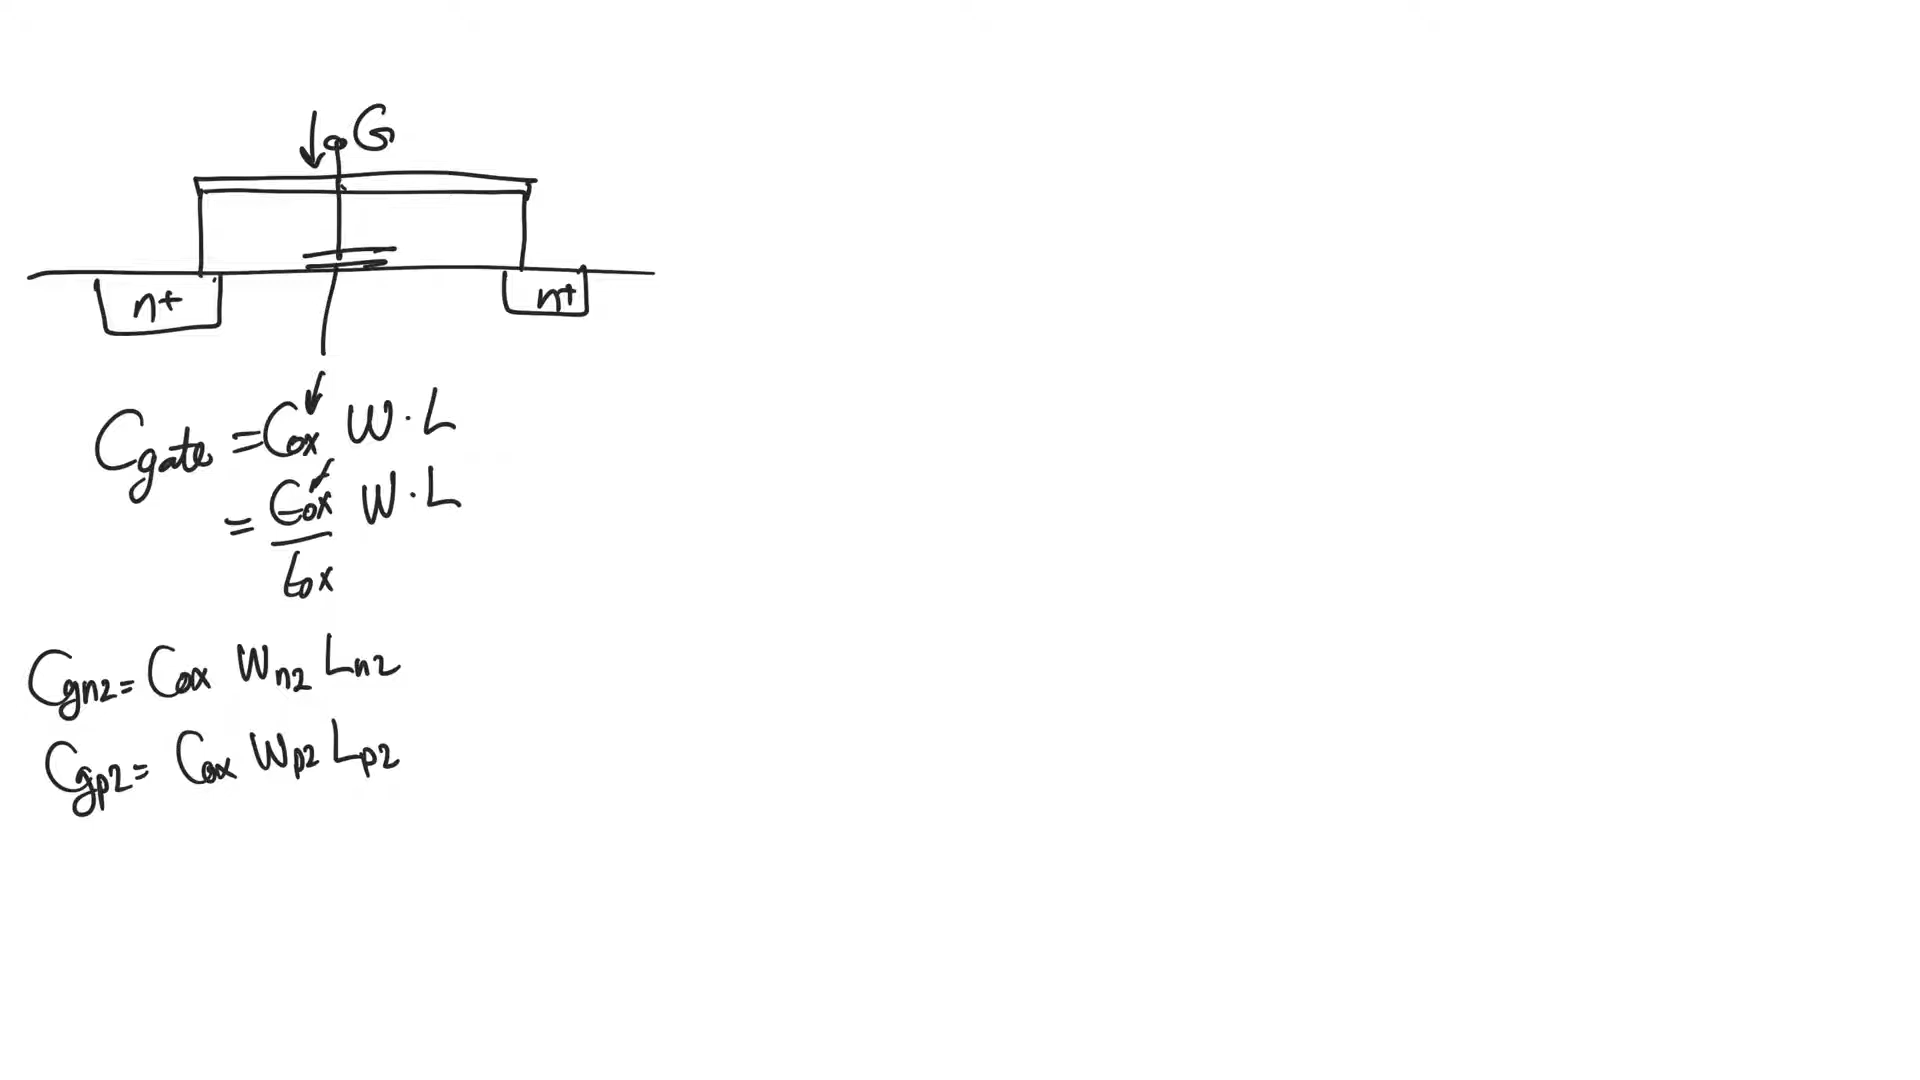 G
n+ n+
Cgate = Cox W · L
= εox W · L
tox
Cgn2 = Cox Wn2 Ln2
Cgp2 = Cox Wp2 Lp2